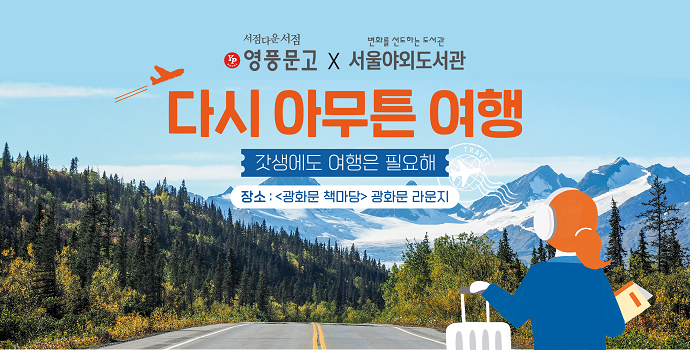 서점다운 서점
영풍문고
X
변화를 선도하는 도서관
서울야외도서관
다시 아무튼 여행
갓생에도 여행은 필요해
TRAVEL
장소 : <광화문 책마당> 광화문 라운지